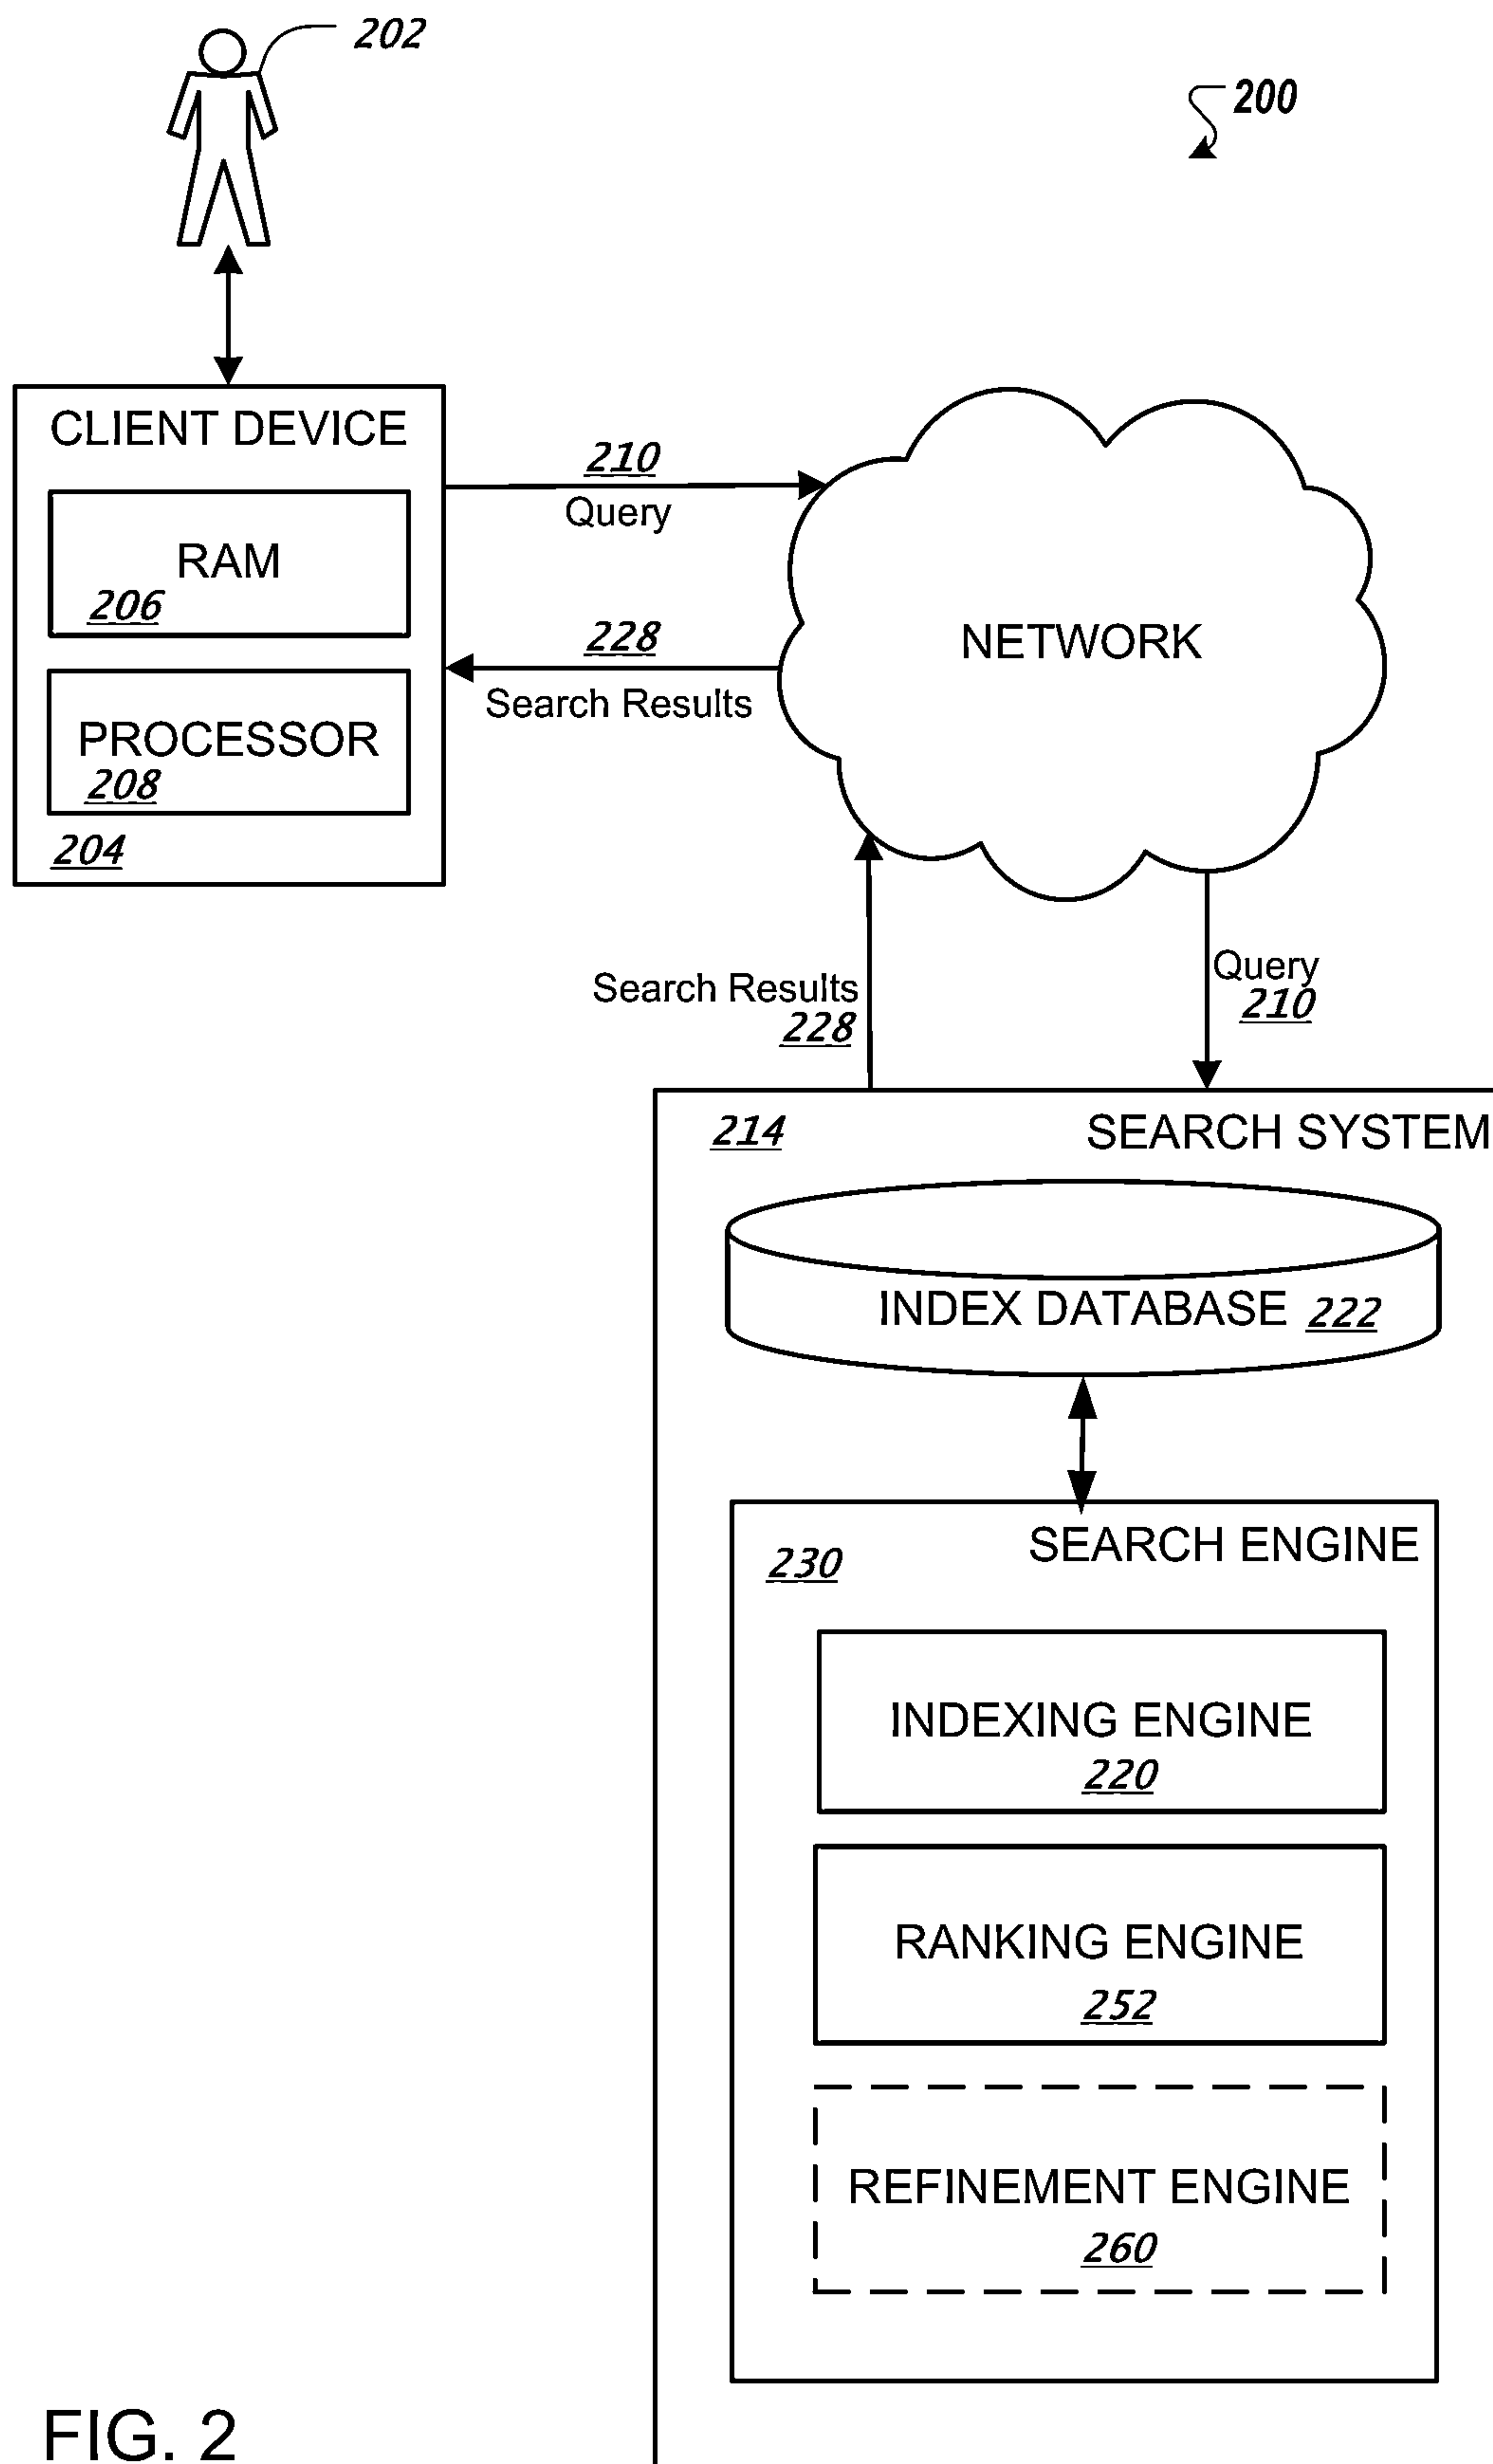 202
200
CLIENT DEVICE
RAM
206
PROCESSOR
208
204
210
Query
228
Search Results
NETWORK
Search Results
228
Query
210
214
SEARCH SYSTEM
INDEX DATABASE 222
SEARCH ENGINE
230
INDEXING ENGINE
220
RANKING ENGINE
252
REFINEMENT ENGINE
260
FIG. 2